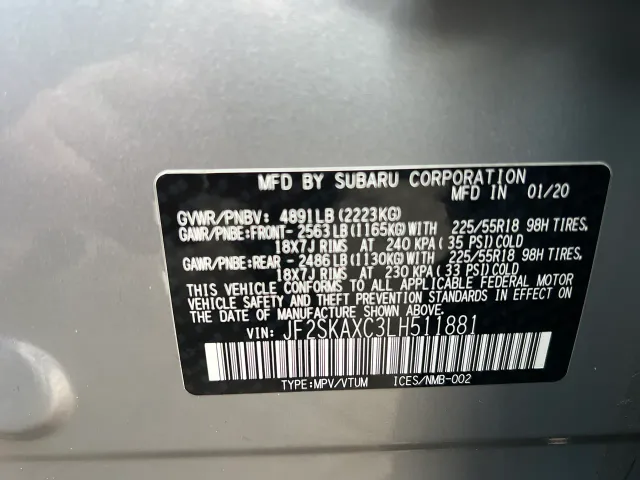 MFD BY SUBARU CORPORATION
MFD IN 01/20
GVWR/PNBV: 4891LB(2223KG)
GAWR/PNBE:FRONT- 2563LB(1165KG)WITH 225/55R18 98H TIRES,
18X7J RIMS AT 240 KPA(35 PSI)COLD
GAWR/PNBE:REAR - 2486LB(1130KG)WITH 225/55R18 98H TIRES,
18X7J RIMS AT 230 KPA(33 PSI)COLD
THIS VEHICLE CONFORMS TO ALL APPLICABLE FEDERAL MOTOR
VEHICLE SAFETY AND THEFT PREVENTION STANDARDS IN EFFECT ON
THE DATE OF MANUFACTURE SHOWN ABOVE.
VIN: JF2SKAXC3LH511881
TYPE:MPV/VTUM ICES/NMB-002